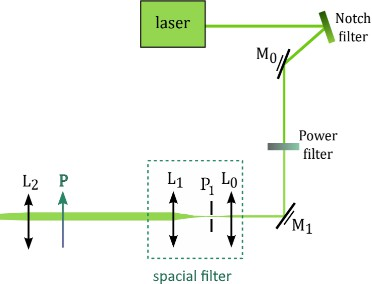 laser
Notch
filter
M0
Power
filter
L2
P
L1
P1
L0
M1
spacial filter